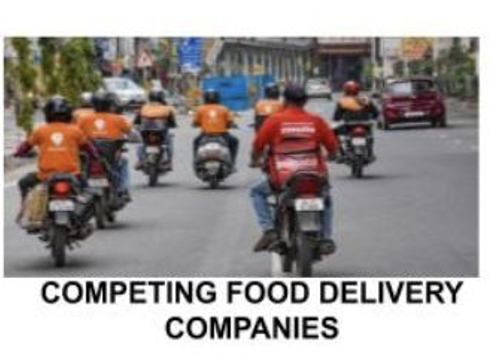 COMPETING FOOD DELIVERY
COMPANIES